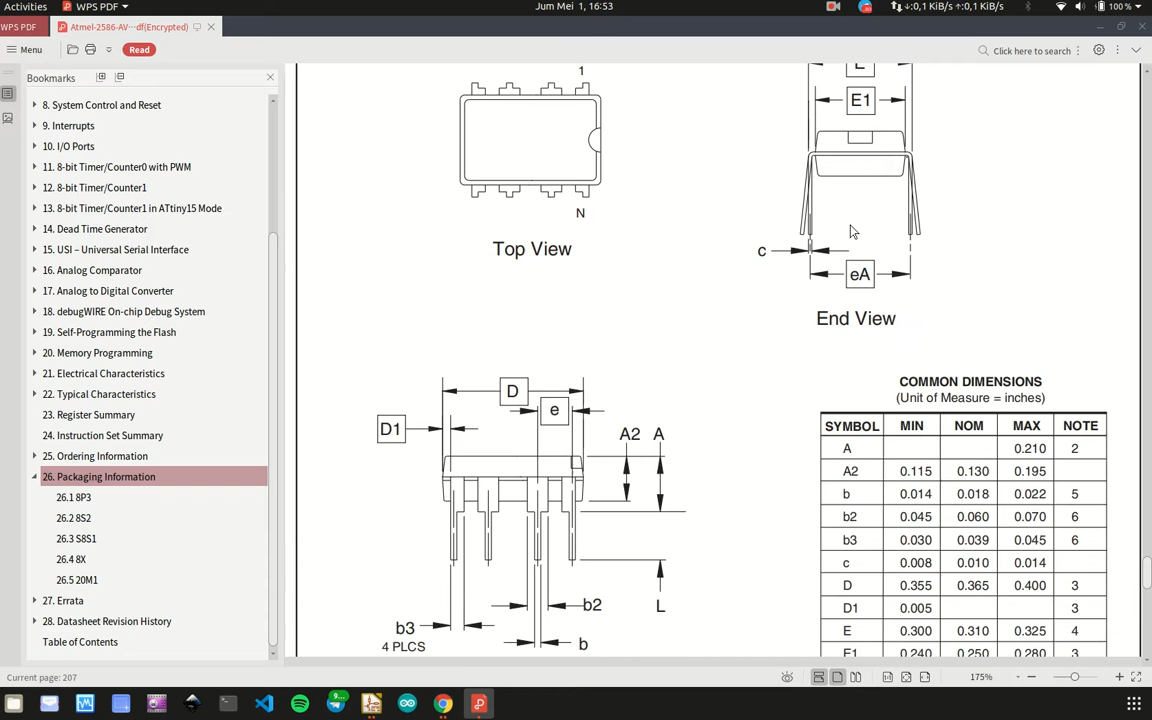 Activities
WPS PDF
Jum Mei 1, 16:53
↓:0,1 KiB/s ↑:0,1 KiB/s
100 %
WPS PDF
Atmel-2586-AV···df(Encrypted)
Menu
Read
Click here to search
Bookmarks
8. System Control and Reset
9. Interrupts
10. I/O Ports
11. 8-bit Timer/Counter0 with PWM
12. 8-bit Timer/Counter1
13. 8-bit Timer/Counter1 in ATtiny15 Mode
14. Dead Time Generator
15. USI – Universal Serial Interface
16. Analog Comparator
17. Analog to Digital Converter
18. debugWIRE On-chip Debug System
19. Self-Programming the Flash
20. Memory Programming
21. Electrical Characteristics
22. Typical Characteristics
23. Register Summary
24. Instruction Set Summary
25. Ordering Information
26. Packaging Information
26.1 8P3
26.2 8S2
26.3 S8S1
26.4 8X
26.5 20M1
27. Errata
28. Datasheet Revision History
Table of Contents
1
N
Top View
E
E1
c
eA
End View
D
e
D1
A2 A
b2
L
b3
4 PLCS
b
COMMON DIMENSIONS
(Unit of Measure = inches)
SYMBOL MIN NOM MAX NOTE
A 0.210 2
A2 0.115 0.130 0.195
b 0.014 0.018 0.022 5
b2 0.045 0.060 0.070 6
b3 0.030 0.039 0.045 6
c 0.008 0.010 0.014
D 0.355 0.365 0.400 3
D1 0.005 3
E 0.300 0.310 0.325 4
E1 0.240 0.250 0.280 3
Current page: 207
175%